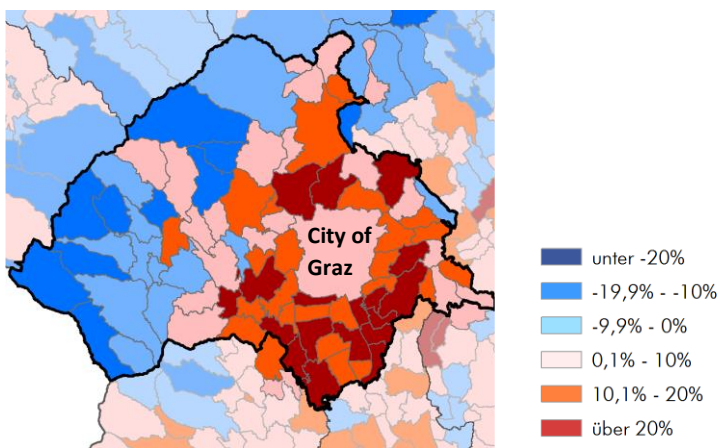 City of
Graz
unter -20%
-19,9% - -10%
-9,9% - 0%
0,1% - 10%
10,1% - 20%
über 20%